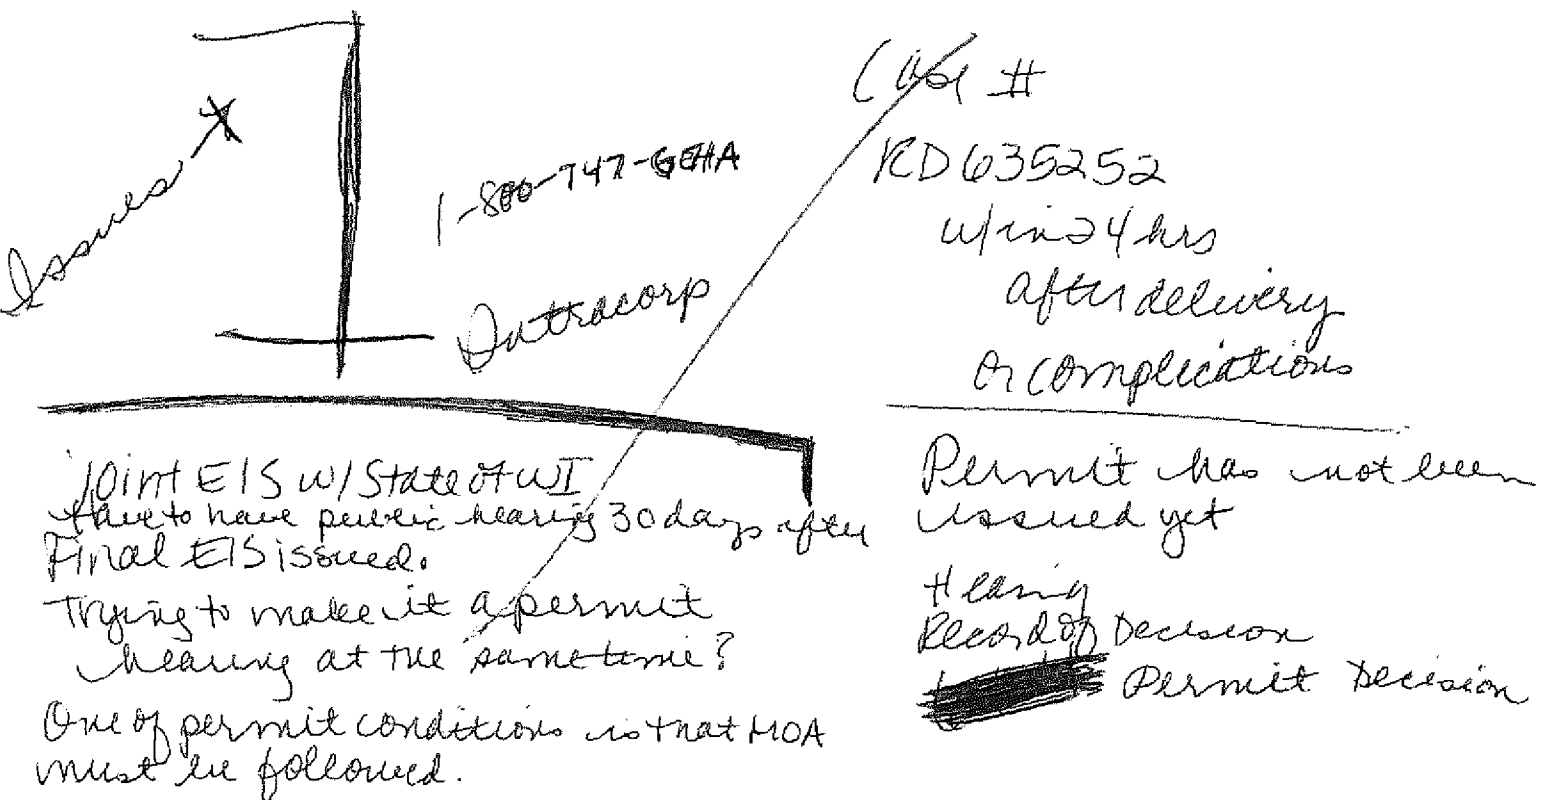 Issues
1-800-747-GEHA
Intracorp
Case #
RD635252
w/in 24 hrs
after delivery
or complications
Joint EIS w/ State of WI
Have to have public hearing 30 days after
Final EIS issued.
Trying to make it a permit
hearing at the same time?
One of permit conditions is that MOA
must be followed.
Permit has not been
issued yet
Hearing
Record of Decision
Permit Decision